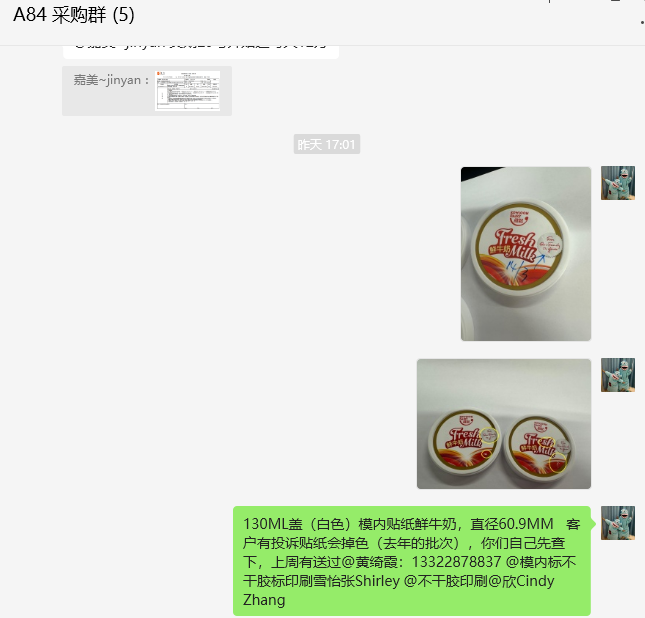 A84 采购群 (5)
嘉美~jinyan：
昨天 17:01
Fresh
鲜牛奶
Milk
14/3
Fresh
鲜牛奶
Milk
Fresh
鲜牛奶
Milk
130ML盖（白色）模内贴纸鲜牛奶，直径60.9MM 客
户有投诉贴纸会掉色（去年的批次），你们自己先查
下，上周有送过@黄绮霞：13322878837 @模内标不
干胶标印刷雪怡张Shirley @不干胶印刷@欣Cindy
Zhang